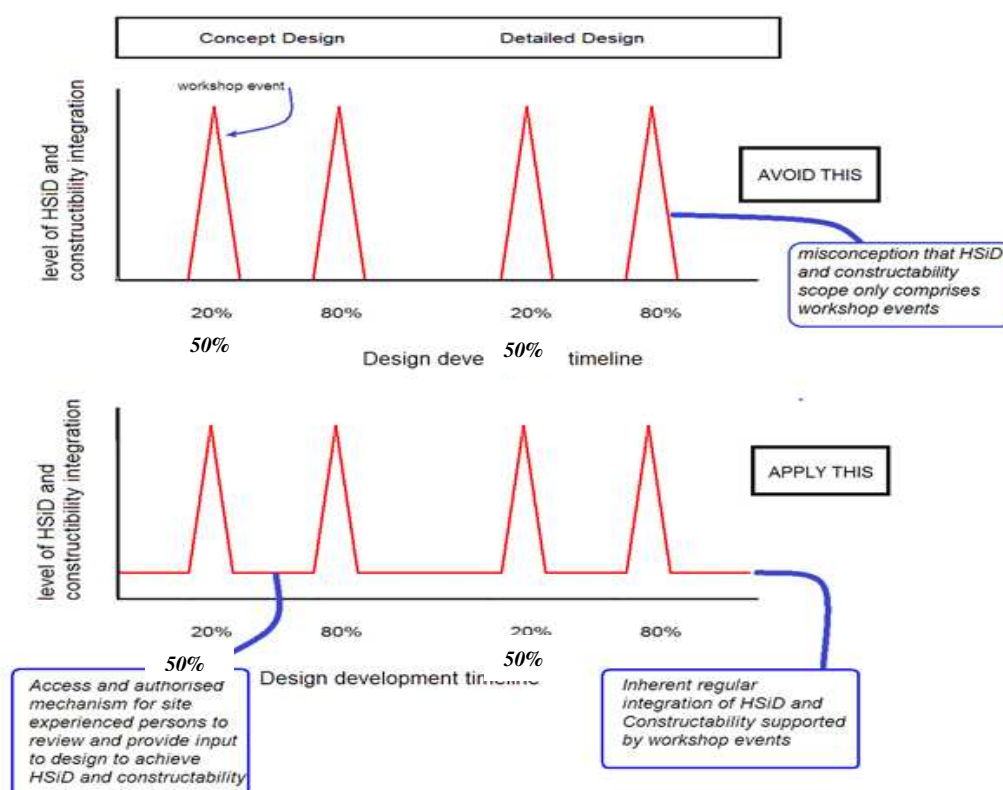 Concept Design
Detailed Design
workshop event
level of HSiD and
constructibility integration
AVOID THIS
misconception that HSiD
and constructability
scope only comprises
workshop events
20%
80%
20%
80%
50%
50%
Design deve
timeline
level of HSiD and
constructibility integration
APPLY THIS
20%
80%
20%
80%
50%
50%
Design development timeline
Access and authorised
mechanism for site
experienced persons to
review and provide input
to design to achieve
HSiD and constructability
Inherent regular
integration of HSiD and
Constructability supported
by workshop events